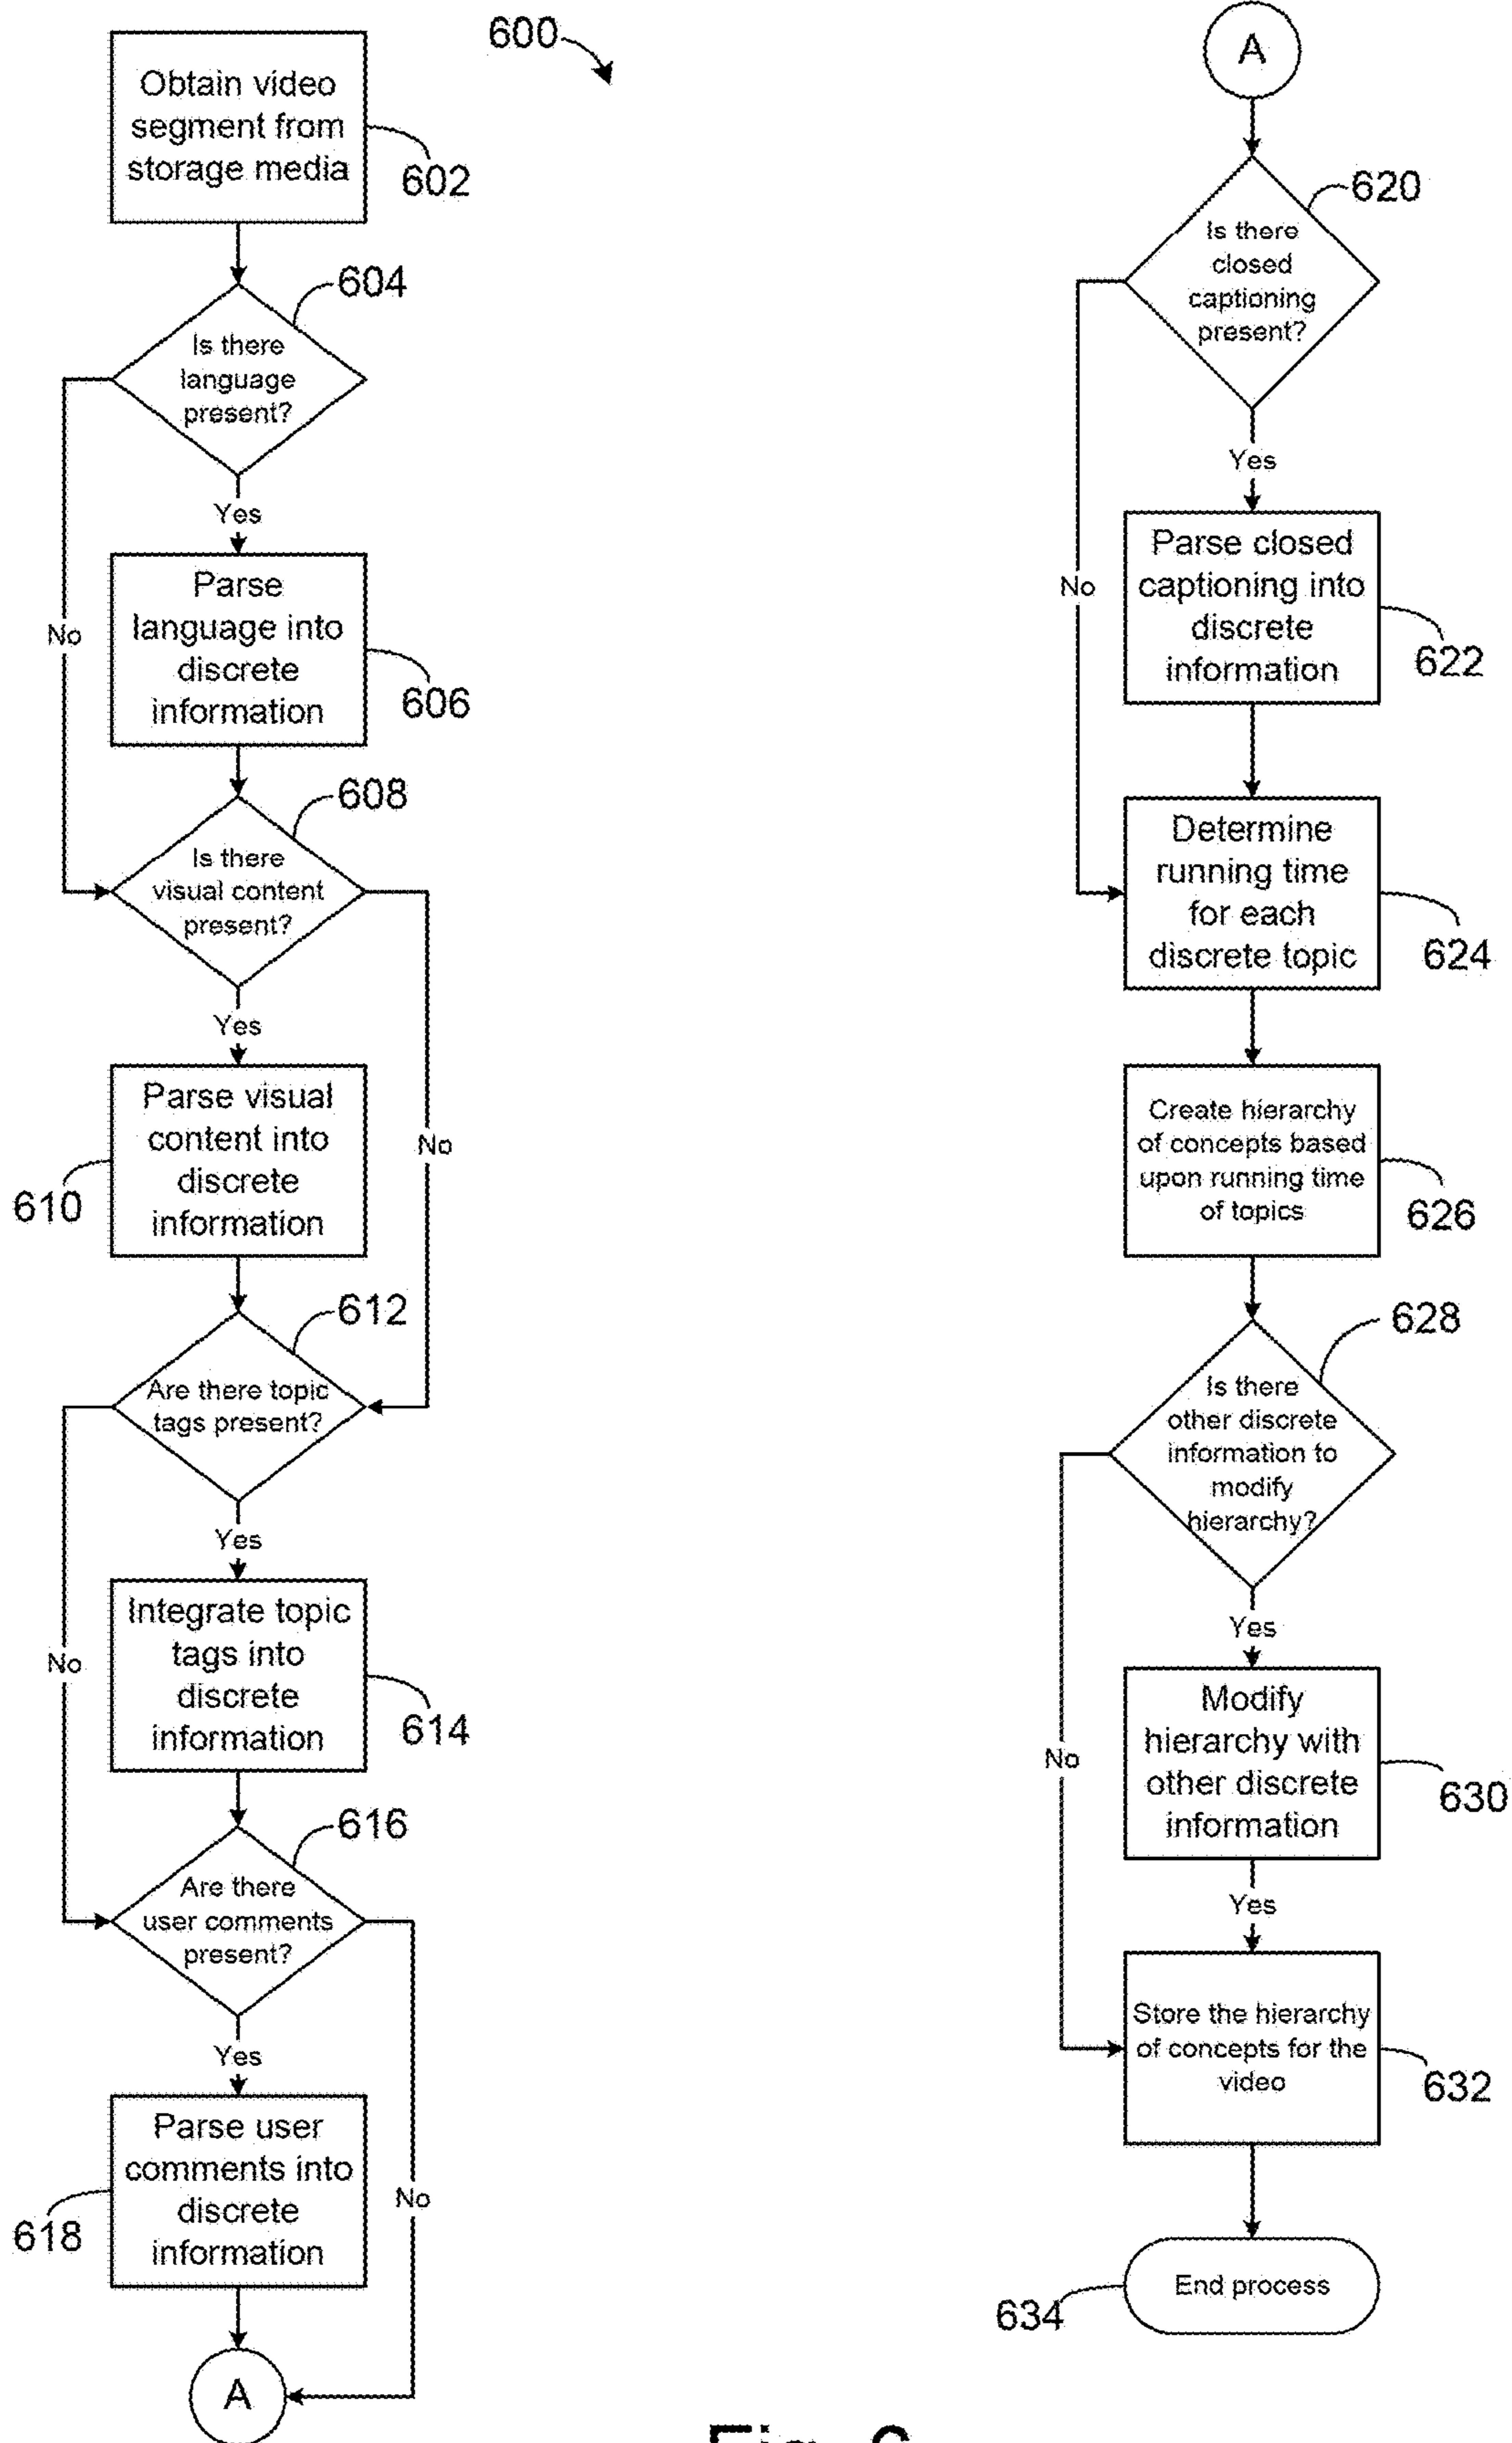 600
Obtain video
segment from
storage media
602
604
Is there
language
present?
Yes
No
Parse
language into
discrete
information
606
608
Is there
visual content
present?
Yes
No
Parse visual
content into
discrete
information
610
612
Are there topic
tags present?
Yes
No
Integrate topic
tags into
discrete
information
614
616
Are there
user comments
present?
Yes
No
Parse user
comments into
discrete
information
618
A
A
620
Is there
closed
captioning
present?
Yes
No
Parse closed
captioning into
discrete
information
622
Determine
running time
for each
discrete topic
624
Create hierarchy
of concepts based
upon running time
of topics
626
628
Is there
other discrete
information to
modify
hierarchy?
Yes
No
Modify
hierarchy with
other discrete
information
630
Yes
Store the hierarchy
of concepts for the
video
632
End process
634